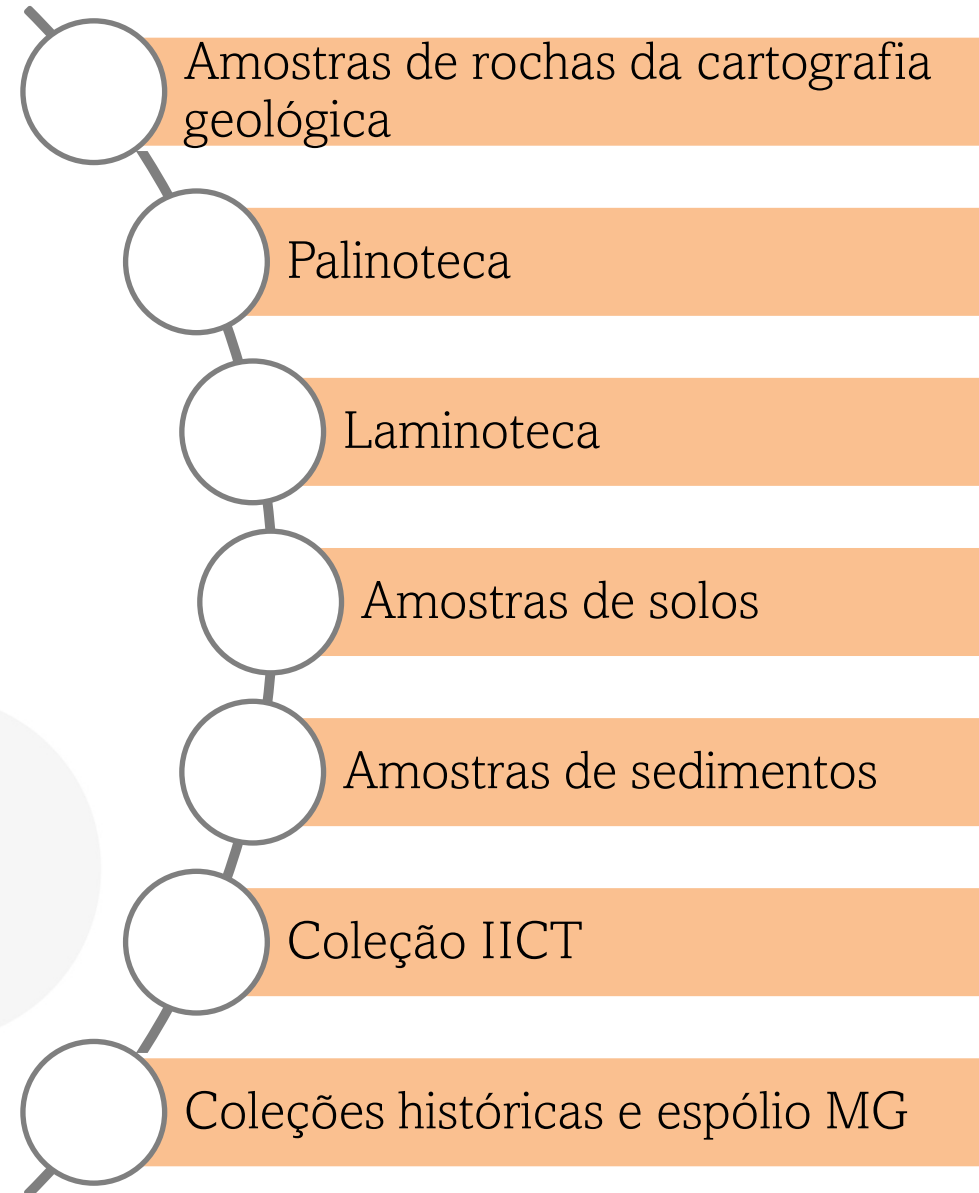 Amostras de rochas da cartografia
geológica
Palinoteca
Laminoteca
Amostras de solos
Amostras de sedimentos
Coleção IICT
Coleções históricas e espólio MG